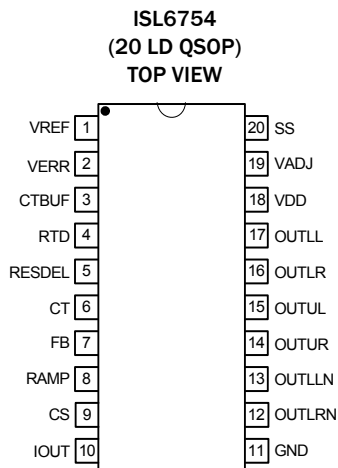 ISL6754
(20 LD QSOP)
TOP VIEW
VREF 1
VERR 2
CTBUF 3
RTD 4
RESDEL 5
CT 6
FB 7
RAMP 8
CS 9
IOUT 10
20 SS
19 VADJ
18 VDD
17 OUTLL
16 OUTLR
15 OUTUL
14 OUTUR
13 OUTLLN
12 OUTLRN
11 GND